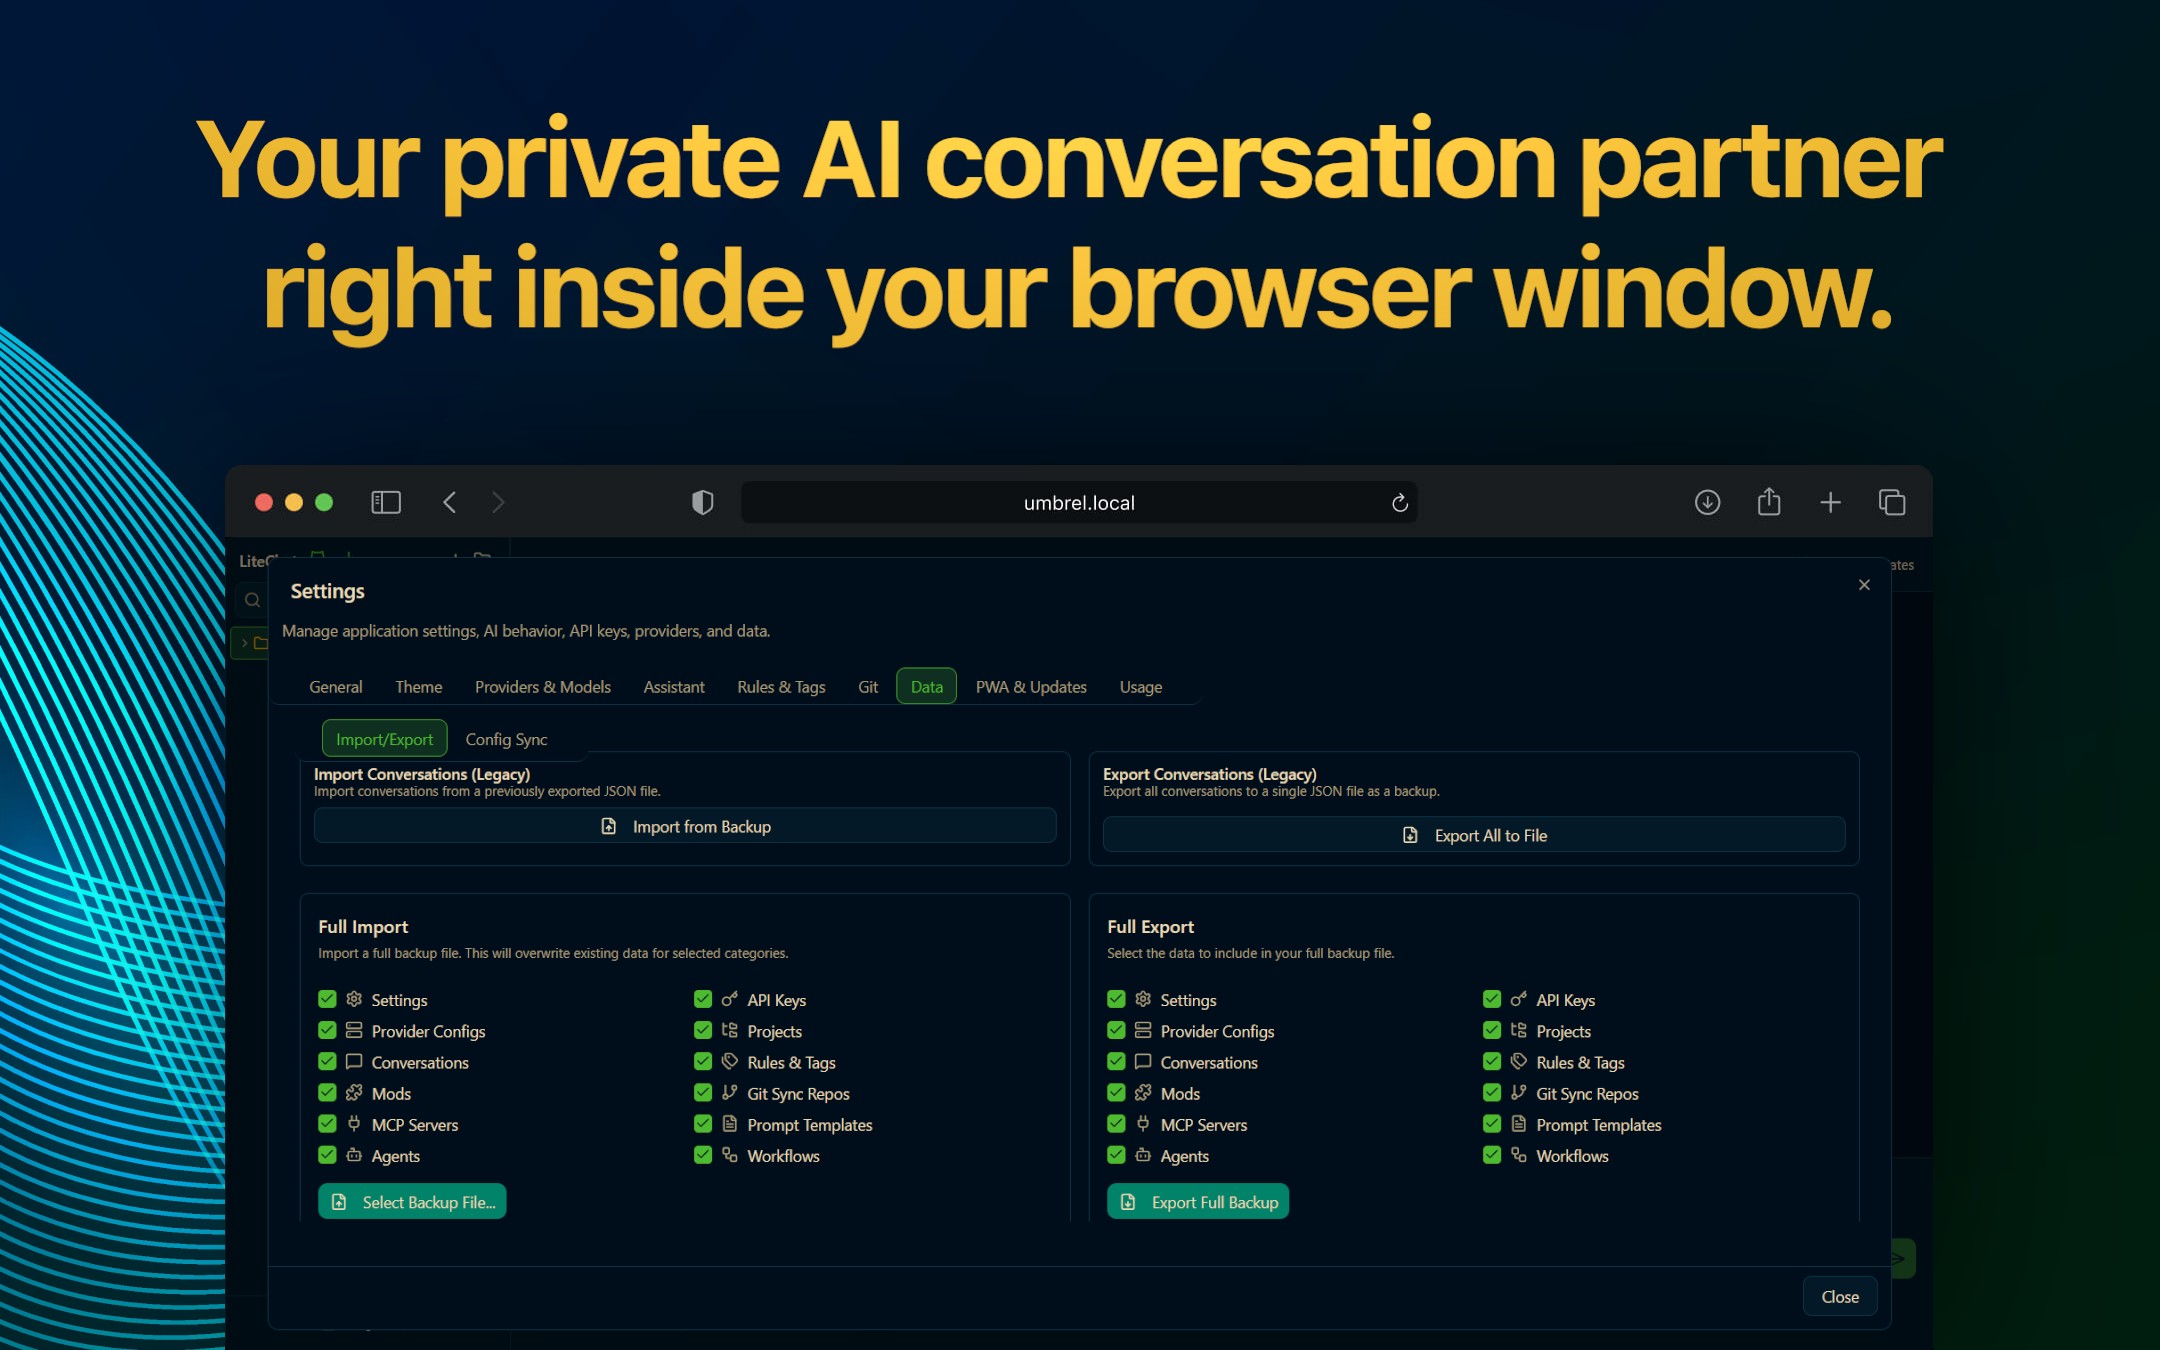 Your private AI conversation partner
right inside your browser window.
umbrel.local
Settings
Manage application settings, AI behavior, API keys, providers, and data.
General Theme Providers & Models Assistant Rules & Tags Git Data PWA & Updates Usage
Import/Export Config Sync
Import Conversations (Legacy)
Import conversations from a previously exported JSON file.
Import from Backup
Export Conversations (Legacy)
Export all conversations to a single JSON file as a backup.
Export All to File
Full Import
Import a full backup file. This will overwrite existing data for selected categories.
Settings API Keys
Provider Configs Projects
Conversations Rules & Tags
Mods Git Sync Repos
MCP Servers Prompt Templates
Agents Workflows
Select Backup File...
Full Export
Select the data to include in your full backup file.
Settings API Keys
Provider Configs Projects
Conversations Rules & Tags
Mods Git Sync Repos
MCP Servers Prompt Templates
Agents Workflows
Export Full Backup
Close